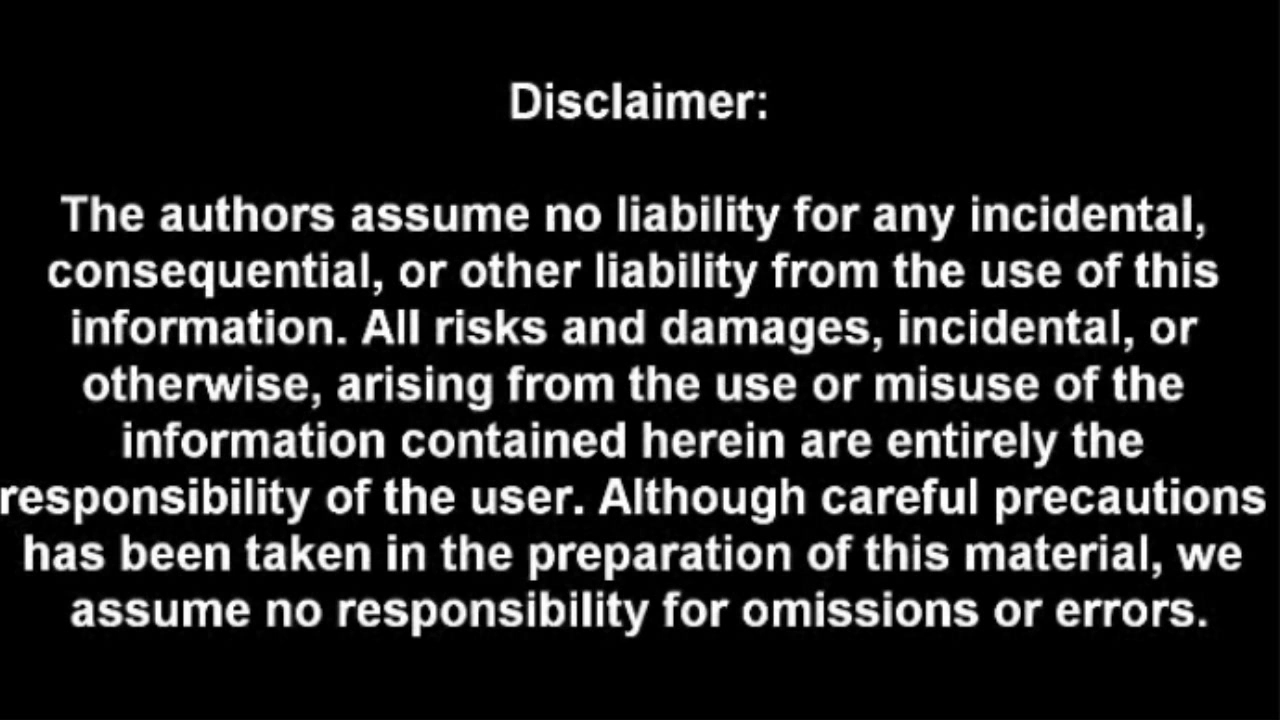 Disclaimer:
The authors assume no liability for any incidental,
consequential, or other liability from the use of this
information. All risks and damages, incidental, or
otherwise, arising from the use or misuse of the
information contained herein are entirely the
responsibility of the user. Although careful precautions
has been taken in the preparation of this material, we
assume no responsibility for omissions or errors.